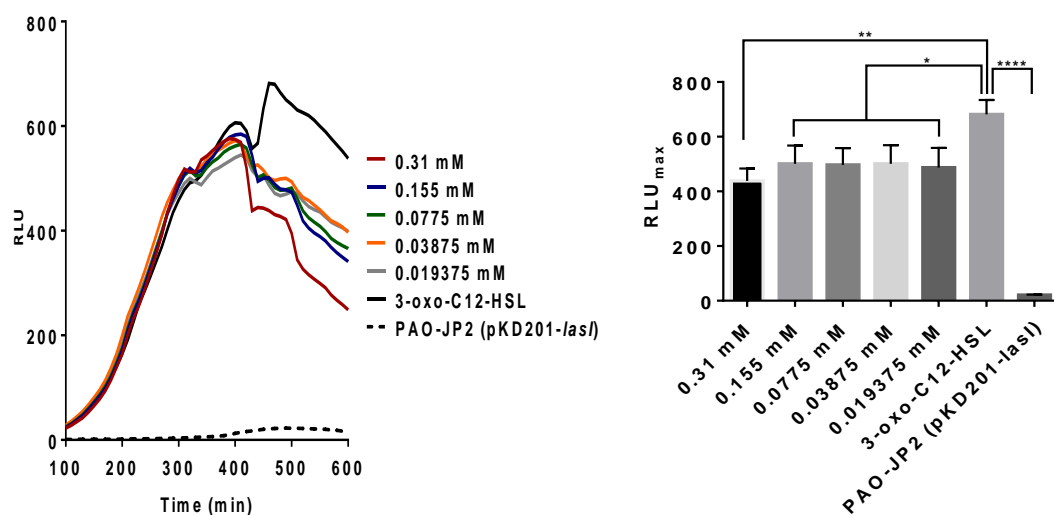 800
600
400
200
0
RLU
100 200 300 400 500 600
Time (min)
0.31 mM
0.155 mM
0.0775 mM
0.03875 mM
0.019375 mM
3-oxo-C12-HSL
PAO-JP2 (pKD201-lasI)
**
*
****
800
600
400
200
0
RLUmax
0.31 mM
0.155 mM
0.0775 mM
0.03875 mM
0.019375 mM
3-oxo-C12-HSL
PAO-JP2 (pKD201-lasI)